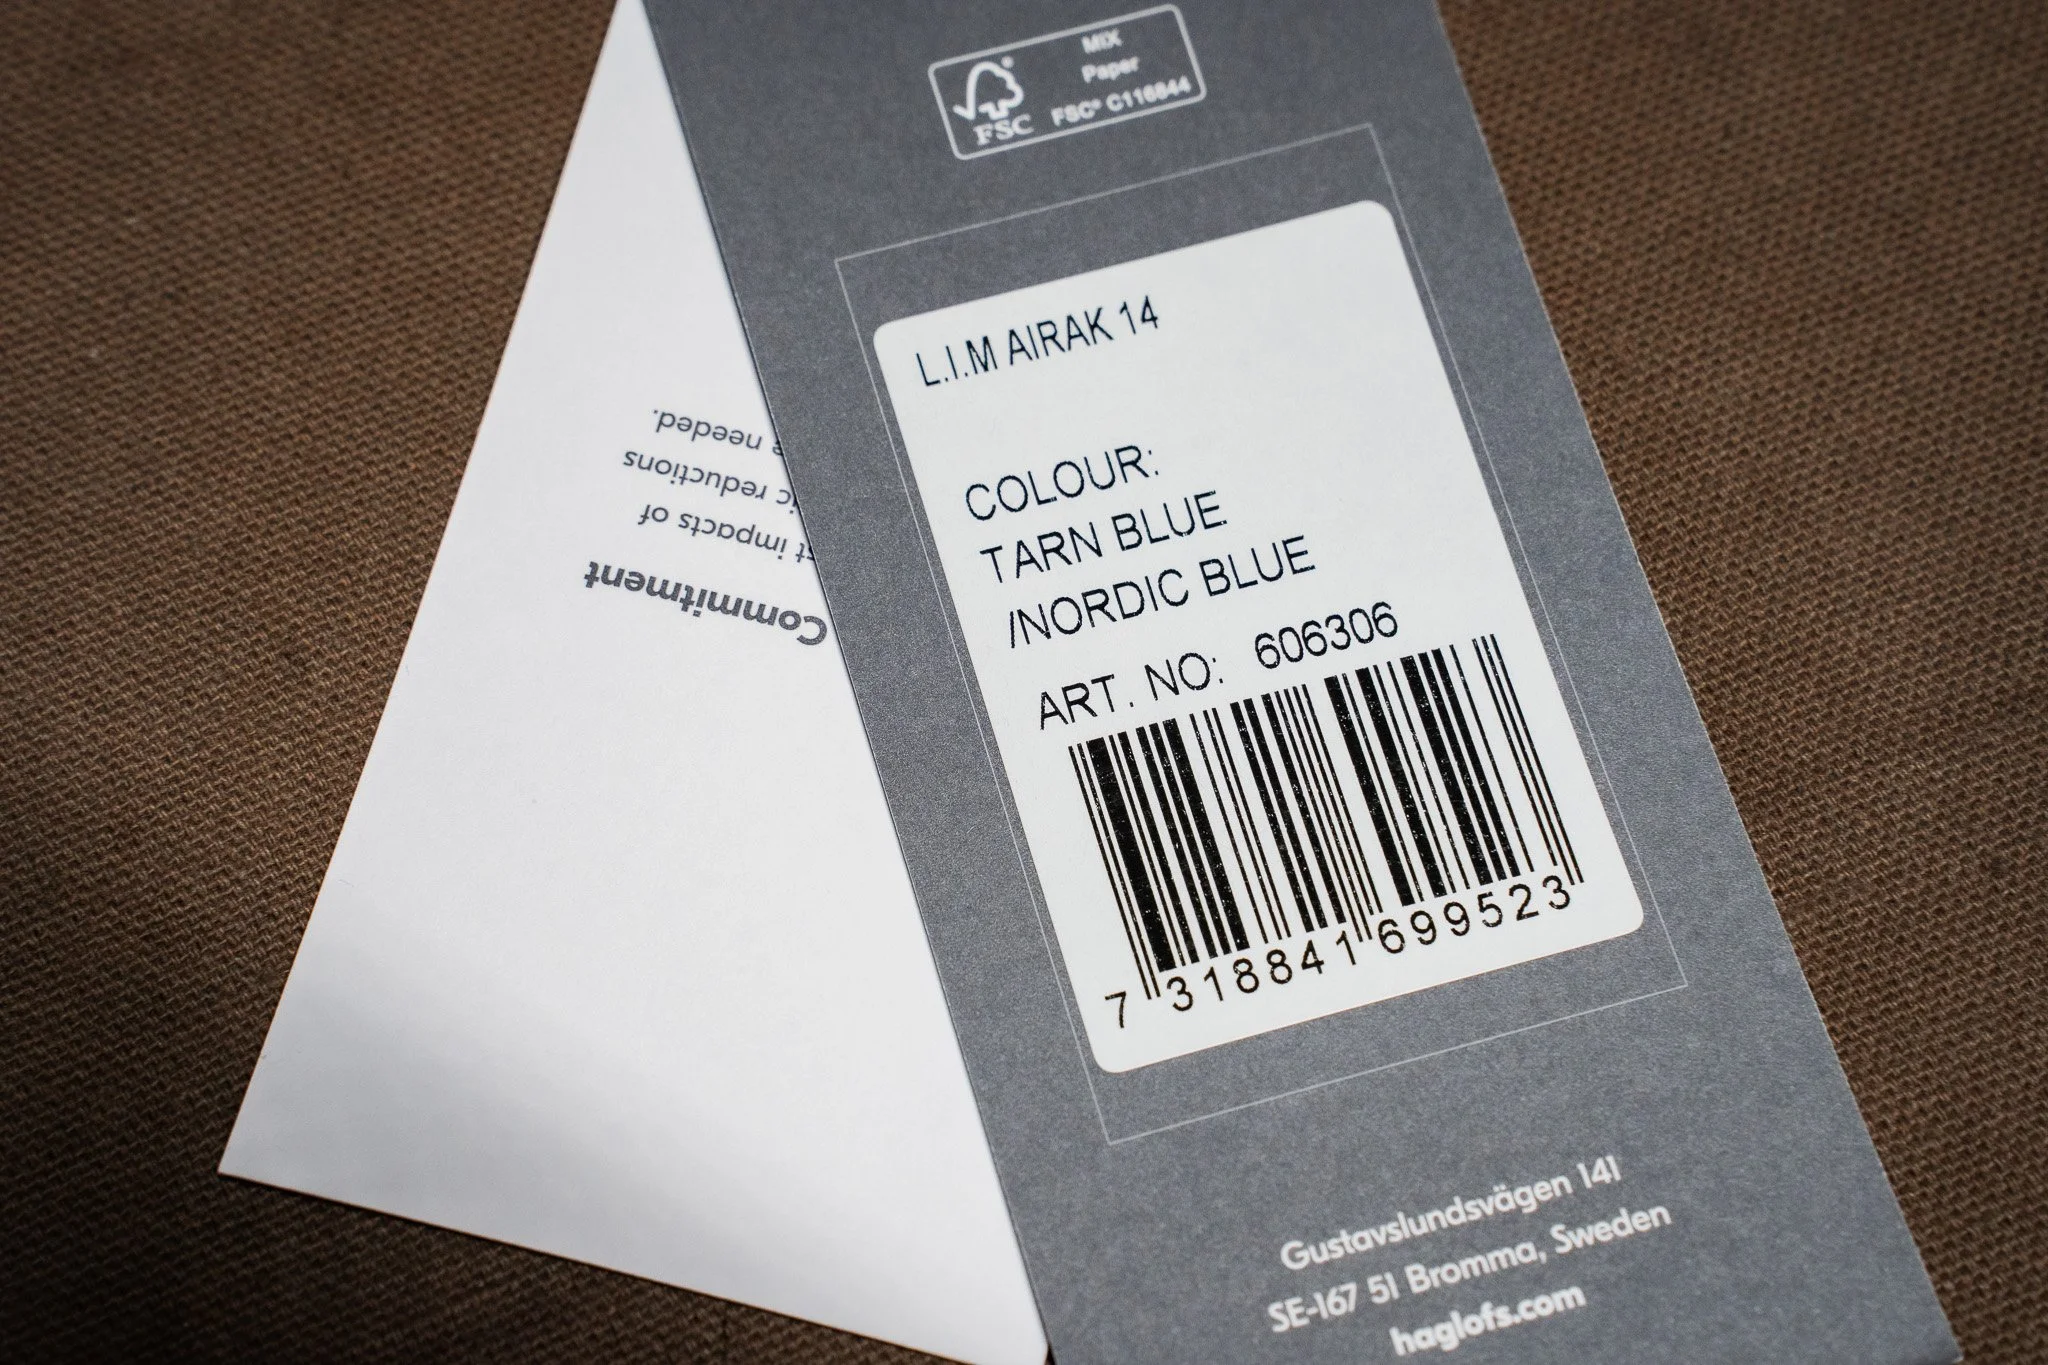 MIX
Paper
FSC® C116844
FSC
L.I.M AIRAK 14
COLOUR:
TARN BLUE
/NORDIC BLUE
ART. NO: 606306
7 318841 699523
Gustavslundsvägen 141
SE-167 51 Bromma, Sweden
haglofs.com
Commitment
impacts of
reductions
needed.